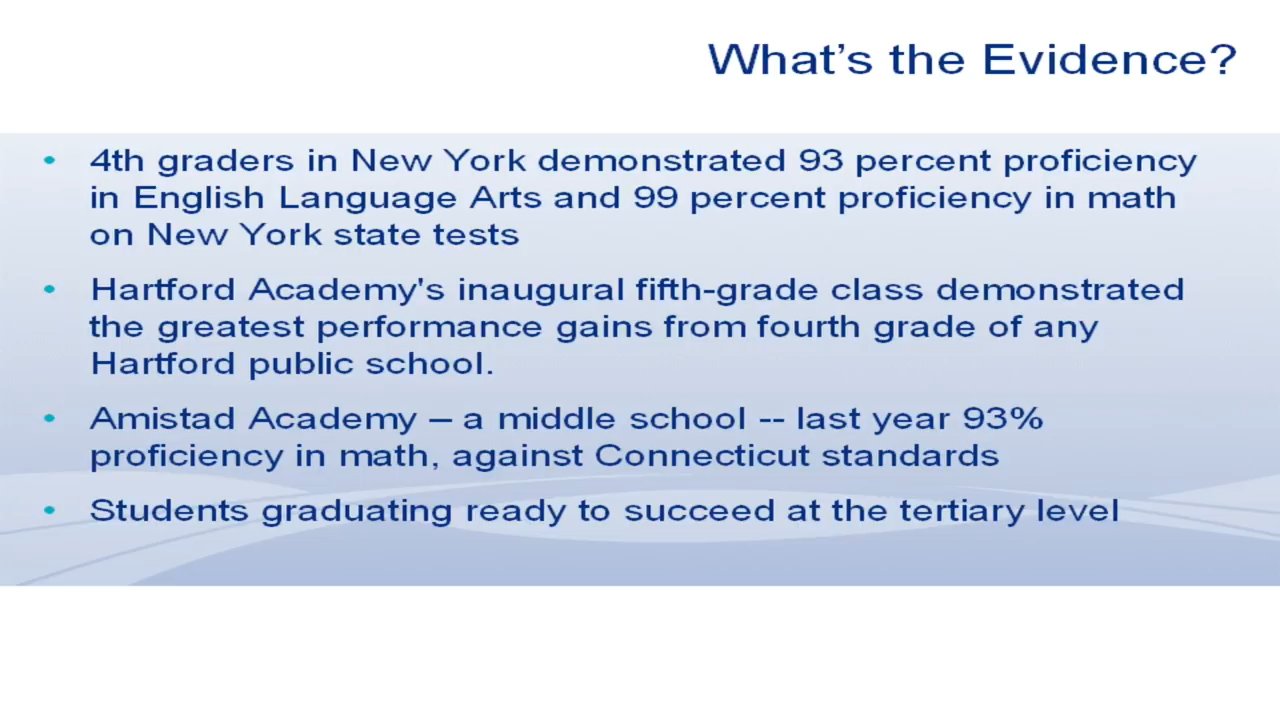 What's the Evidence?
• 4th graders in New York demonstrated 93 percent proficiency
in English Language Arts and 99 percent proficiency in math
on New York state tests
• Hartford Academy's inaugural fifth-grade class demonstrated
the greatest performance gains from fourth grade of any
Hartford public school.
• Amistad Academy – a middle school -- last year 93%
proficiency in math, against Connecticut standards
• Students graduating ready to succeed at the tertiary level